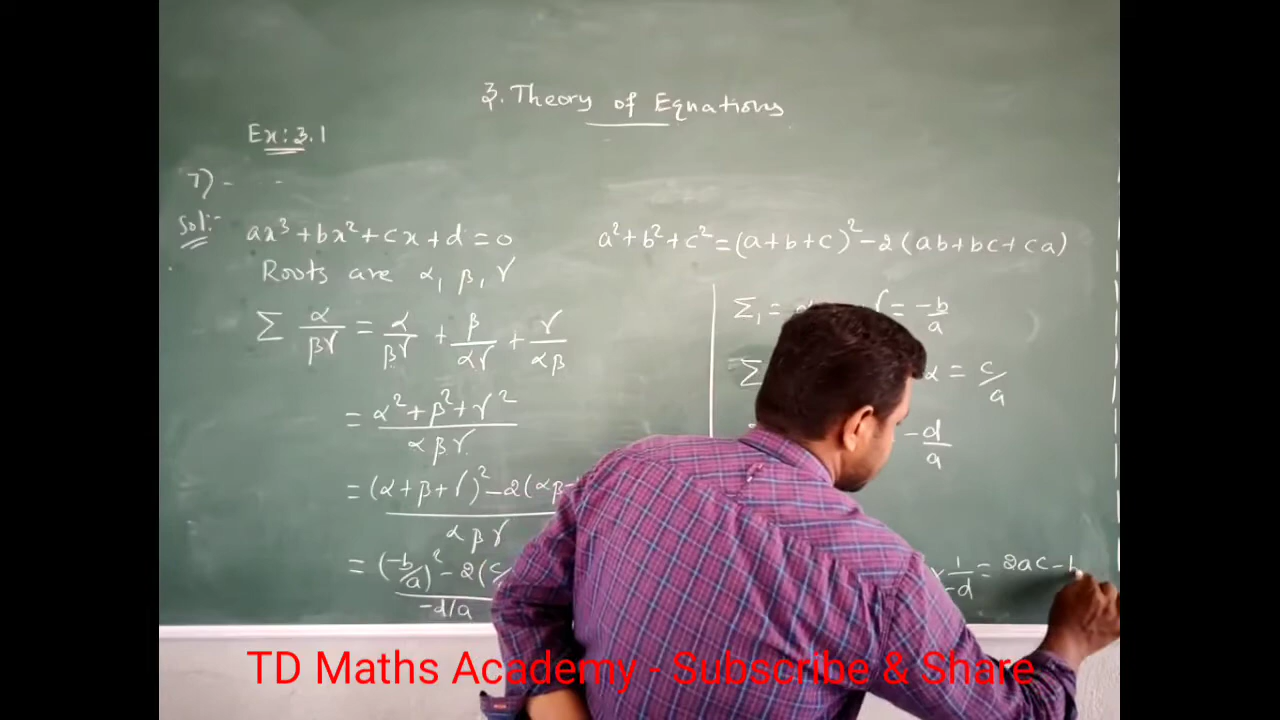 3. Theory of Equations
Ex: 3.1
7) - -
Sol:-
ax³ + bx² + cx + d = 0
Roots are α, β, γ
Σ α/βγ = α/βγ + β/αγ + γ/αβ
= α² + β² + γ² / αβγ
= (α + β + γ)² - 2(αβ
αβγ
= (-b/a)² - 2(c/
-d/a
a² + b² + c² = (a + b + c)² - 2(ab + bc + ca)
Σ₁ = γ = -b/a
Σ α = c/a
-d/a
1/-d = 2ac - b
TD Maths Academy - Subscribe & Share